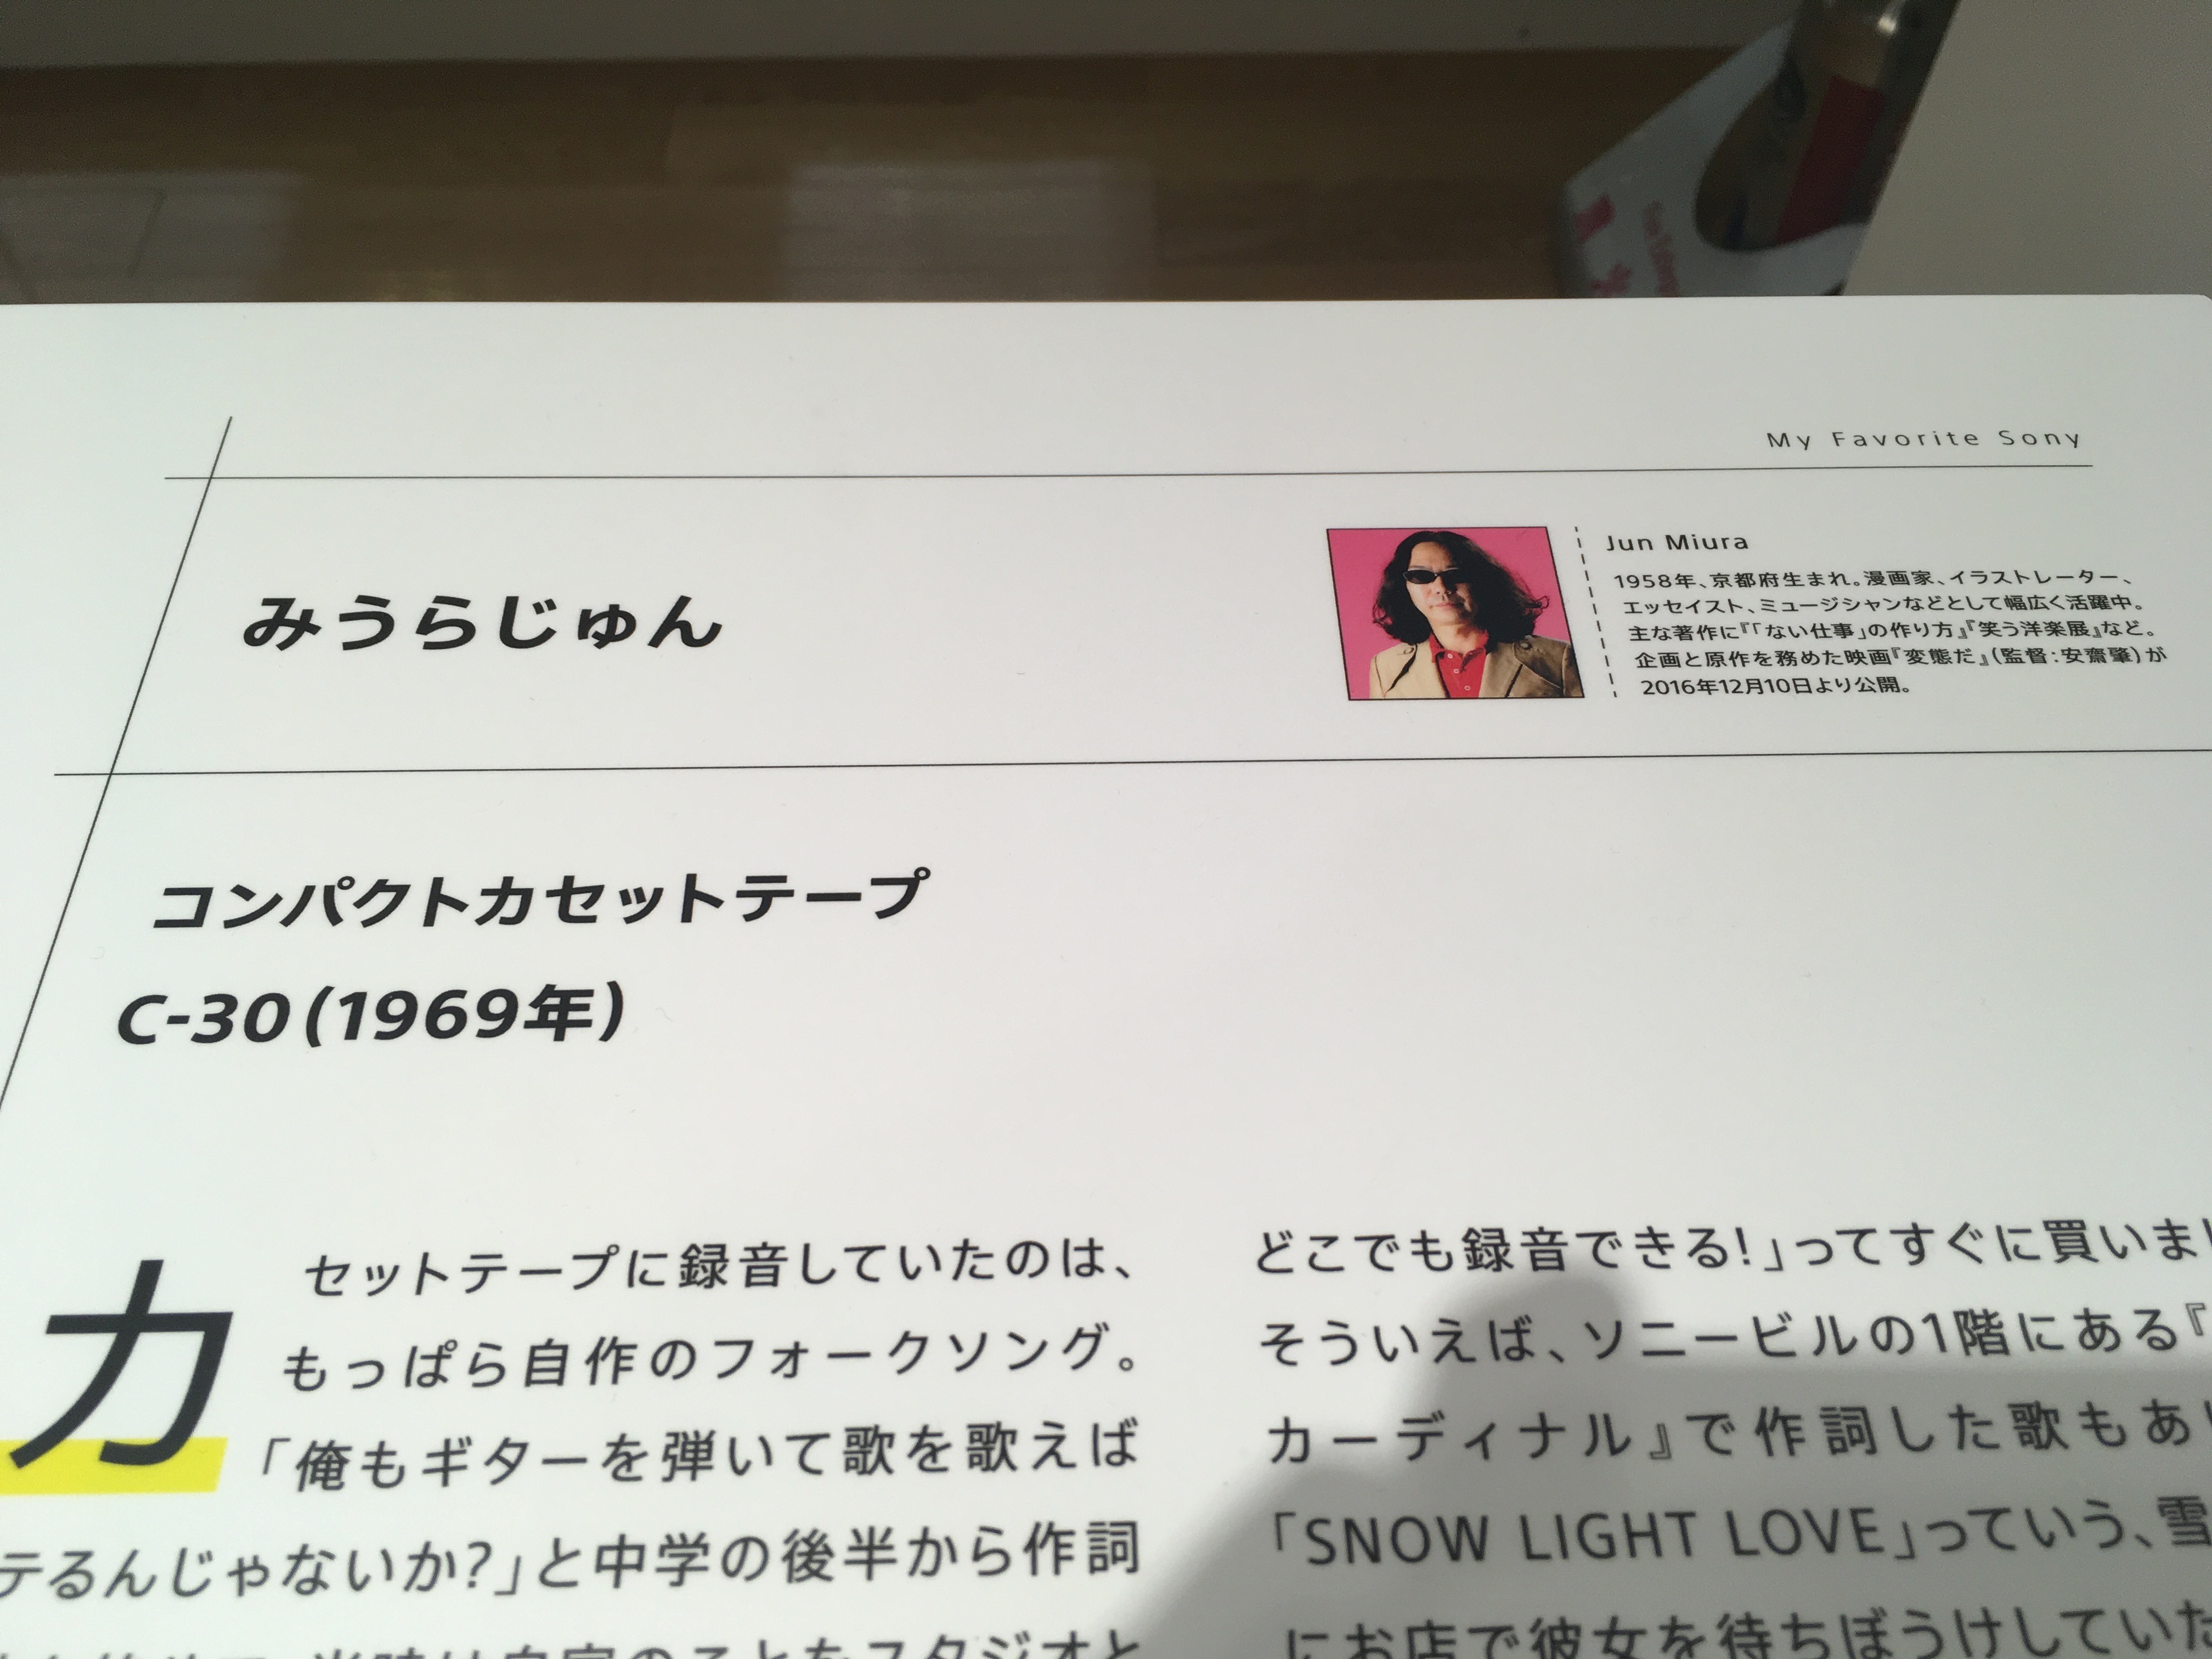 My Favorite Sony
みうらじゅん
Jun Miura
1958年、京都府生まれ。漫画家、イラストレーター、
エッセイスト、ミュージシャンなどとして幅広く活躍中。
主な著作に『「ない仕事」の作り方』『笑う洋楽展』など。
企画と原作を務めた映画『変態だ』(監督:安齋肇)が
2016年12月10日より公開。
コンパクトカセットテープ
C-30(1969年)
カセットテープに録音していたのは、
もっぱら自作のフォークソング。
「俺もギターを弾いて歌を歌えば
テるんじゃないか?」と中学の後半から作詞
自室のことをスタジオと
どこでも録音できる!」ってすぐに買いまし
そういえば、ソニービルの1階にある『
カーディナル』で作詞した歌もあり
「SNOW LIGHT LOVE」っていう、雪
にお店で彼女を待ちぼうけしていた